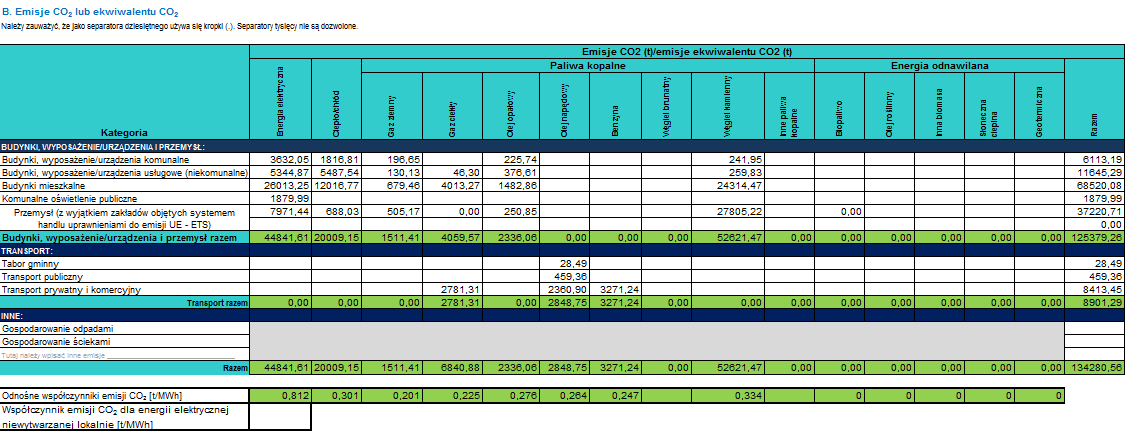 B. Emisje CO2 lub ekwiwalentu CO2
Należy zauważyć, że jako separatora dziesiętnego używa się kropki (.). Separatory tysięcy nie są dozwolone.
Emisje CO2 (t)/emisje ekwiwalentu CO2 (t)
Paliwa kopalne Energia odnawilana
Kategoria Energia elektryczna Ciepło/chłód Gaz ziemny Gaz ciekły Olej opałowy Olej napędowy Benzyna Węgiel brunatny Węgiel kamienny Inne paliwa kopalne Biopaliwo Olej roślinny Inna biomasa Słoneczna cieplna Geotermiczna Razem
BUDYNKI, WYPOSAŻENIE/URZĄDZENIA I PRZEMYSŁ:
Budynki, wyposażenie/urządzenia komunalne 3632,05 1816,81 196,65 225,74 241,95 6113,19
Budynki, wyposażenie/urządzenia usługowe (niekomunalne) 5344,87 5487,54 130,13 46,30 376,61 259,83 11645,29
Budynki mieszkalne 26013,25 12016,77 679,46 4013,27 1482,86 24314,47 68520,08
Komunalne oświetlenie publiczne 1879,99 1879,99
Przemysł (z wyjątkiem zakładów objętych systemem 7971,44 688,03 505,17 0,00 250,85 27805,22 0,00 37220,71
handlu uprawnieniami do emisji UE - ETS) 0,00
Budynki, wyposażenie/urządzenia i przemysł razem 44841,61 20009,15 1511,41 4059,57 2336,06 0,00 0,00 0,00 52621,47 0,00 0,00 0,00 0,00 0,00 0,00 125379,26
TRANSPORT:
Tabor gminny 28,49 28,49
Transport publiczny 459,36 459,36
Transport prywatny i komercyjny 2781,31 2360,90 3271,24 8413,45
Transport razem 0,00 0,00 0,00 2781,31 0,00 2848,75 3271,24 0,00 0,00 0,00 0,00 0,00 0,00 0,00 0,00 8901,29
INNE:
Gospodarowanie odpadami
Gospodarowanie ściekami
Tutaj należy wpisać inne emisje
Razem 44841,61 20009,15 1511,41 6840,88 2336,06 2848,75 3271,24 0,00 52621,47 0,00 0,00 0,00 0,00 0,00 0,00 134280,56
Odnośne współczynniki emisji CO2 [t/MWh] 0,812 0,301 0,201 0,225 0,276 0,264 0,247 0,334 0 0 0 0 0
Współczynnik emisji CO2 dla energii elektrycznej
niewytwarzanej lokalnie [t/MWh]